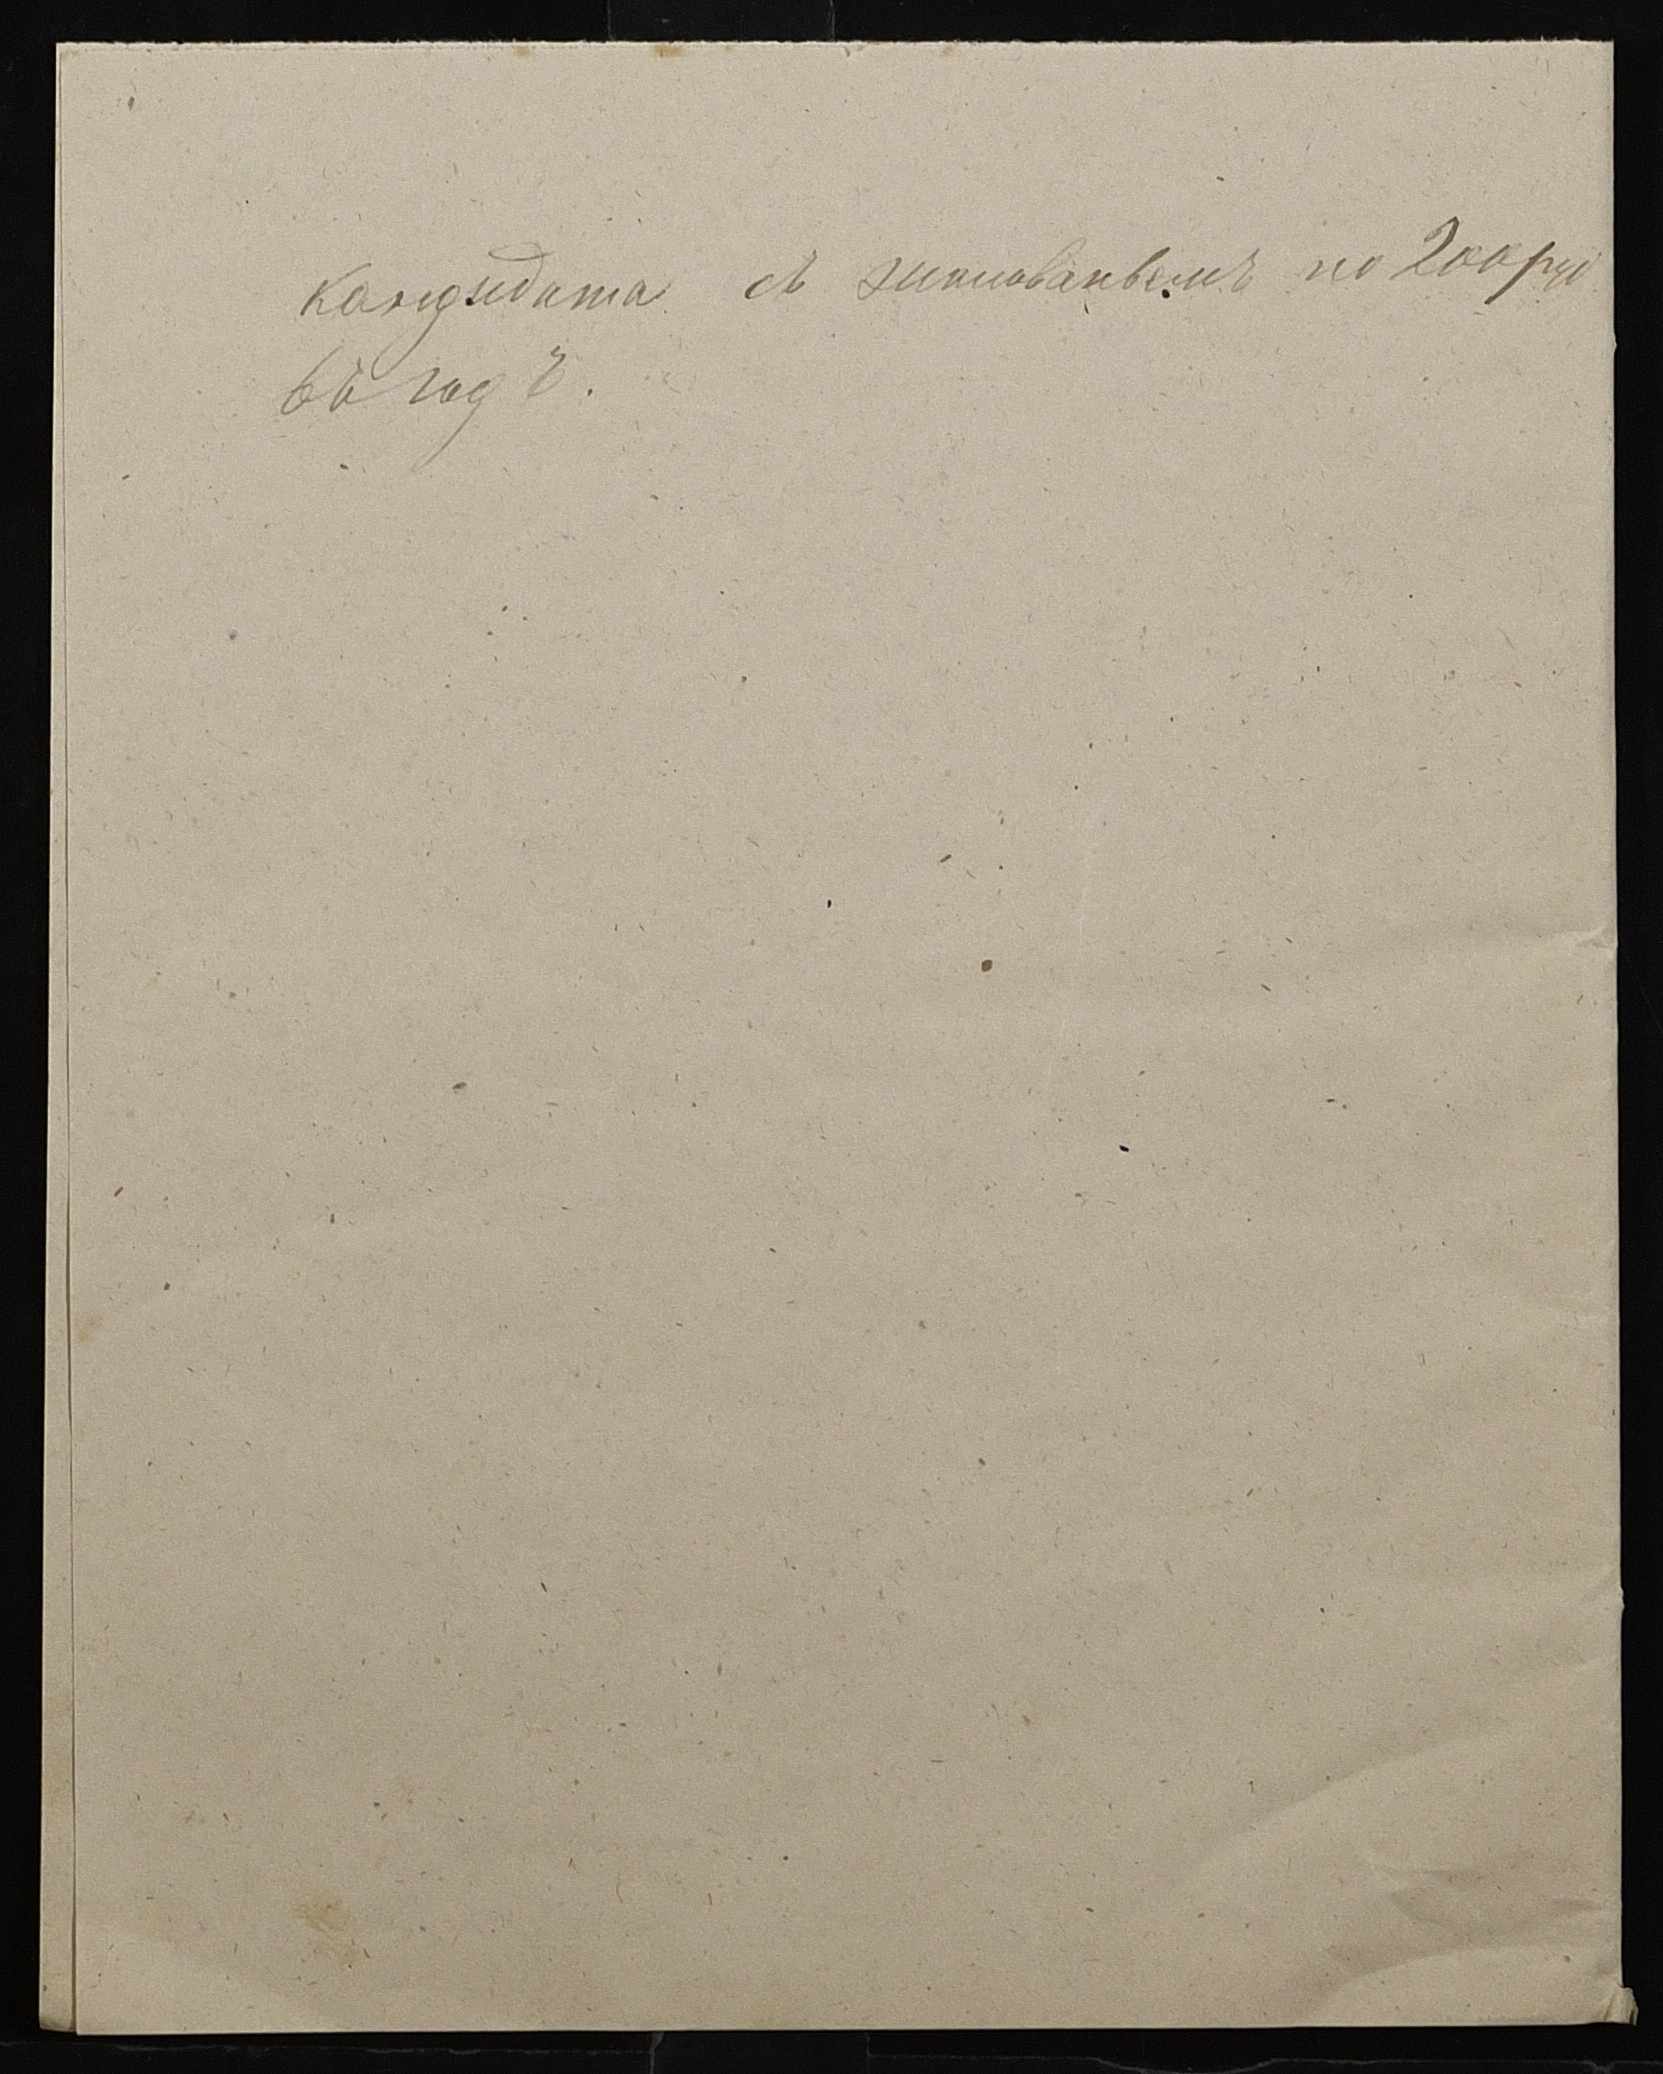 кандидата съ жалованьемъ по 200 руб
въ годъ.